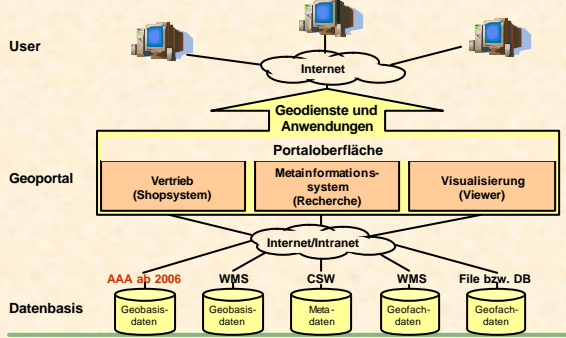 User
Internet
Geodienste und
Anwendungen
Portaloberfläche
Geoportal
Vertrieb
(Shopsystem)
Metainformations-
system
(Recherche)
Visualisierung
(Viewer)
Internet/Intranet
AAA ab 2006
WMS
CSW
WMS
File bzw. DB
Datenbasis
Geobasis-
daten
Geobasis-
daten
Meta-
daten
Geofach-
daten
Geofach-
daten